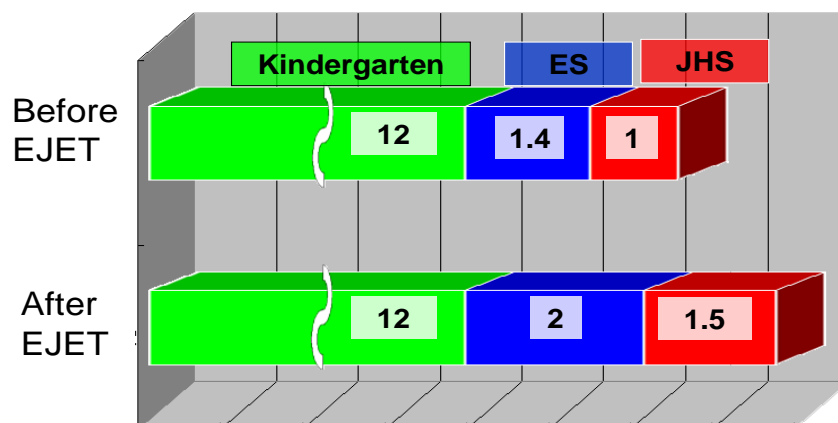 Kindergarten ES JHS
Before
EJET
12 1.4 1
After
EJET
12 2 1.5